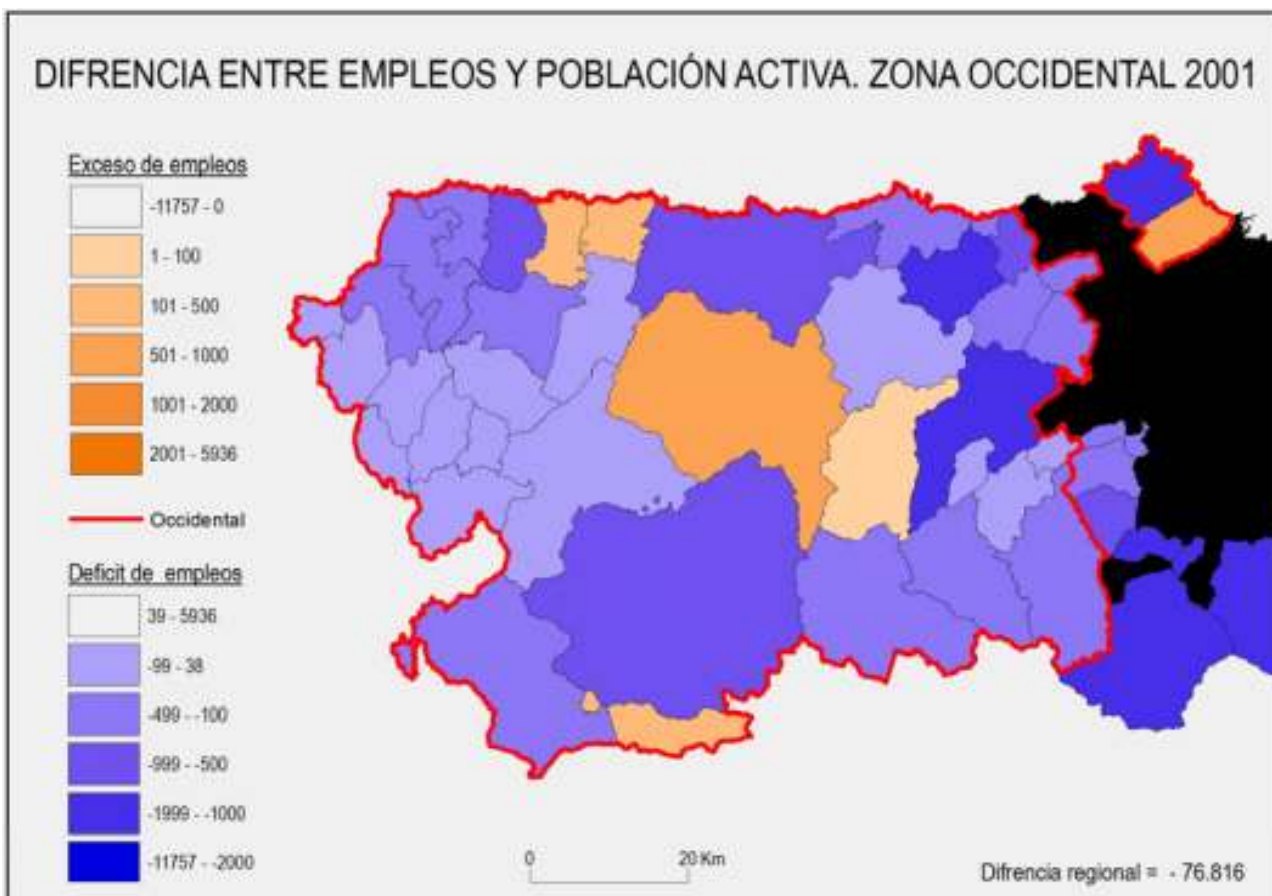 DIFRENCIA ENTRE EMPLEOS Y POBLACIÓN ACTIVA. ZONA OCCIDENTAL 2001
Exceso de empleos
-11757 - 0
1 - 100
101 - 500
501 - 1000
1001 - 2000
2001 - 5936
Occidental
Deficit de empleos
39 - 5936
-99 - 38
-499 - -100
-999 - -500
-1999 - -1000
-11757 - -2000
0 20 Km
Difrencia regional = - 76.816